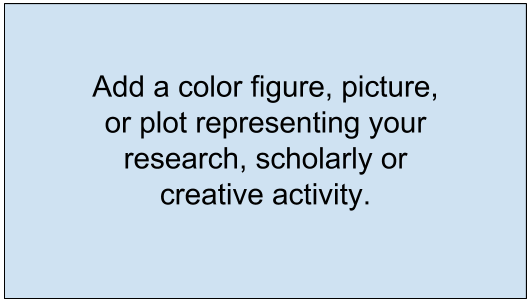 Add a color figure, picture,
or plot representing your
research, scholarly or
creative activity.